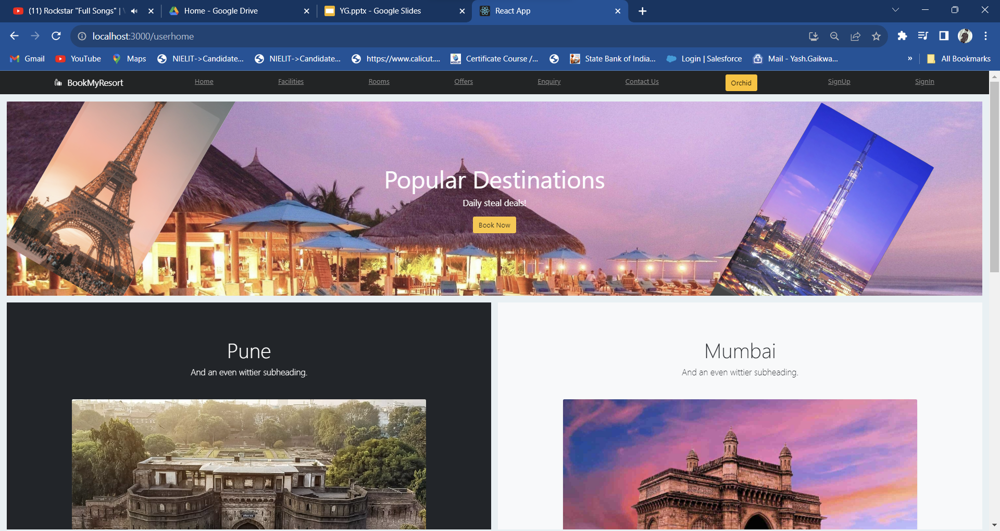 (11) Rockstar "Full Songs" |
Home - Google Drive
YG.pptx - Google Slides
React App
localhost:3000/userhome
Gmail
YouTube
Maps
NIELIT->Candidate...
NIELIT->Candidate...
https://www.calicut....
Certificate Course /...
State Bank of India...
Login | Salesforce
Mail - Yash.Gaikwa...
»
All Bookmarks
BookMyResort
Home
Facilities
Rooms
Offers
Enquiry
Contact Us
Orchid
SignUp
SignIn
Popular Destinations
Daily steal deals!
Book Now
Pune
And an even wittier subheading.
Mumbai
And an even wittier subheading.